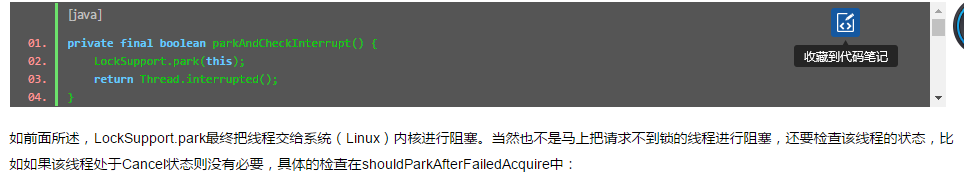 [java]
收藏到代码笔记
01. private final boolean parkAndCheckInterrupt() {
02. LockSupport.park(this);
03. return Thread.interrupted();
04. }
如前面所述，LockSupport.park最终把线程交给系统（Linux）内核进行阻塞。当然也不是马上把请求不到锁的线程进行阻塞，还要检查该线程的状态，比
如如果该线程处于Cancel状态则没有必要，具体的检查在shouldParkAfterFailedAcquire中：